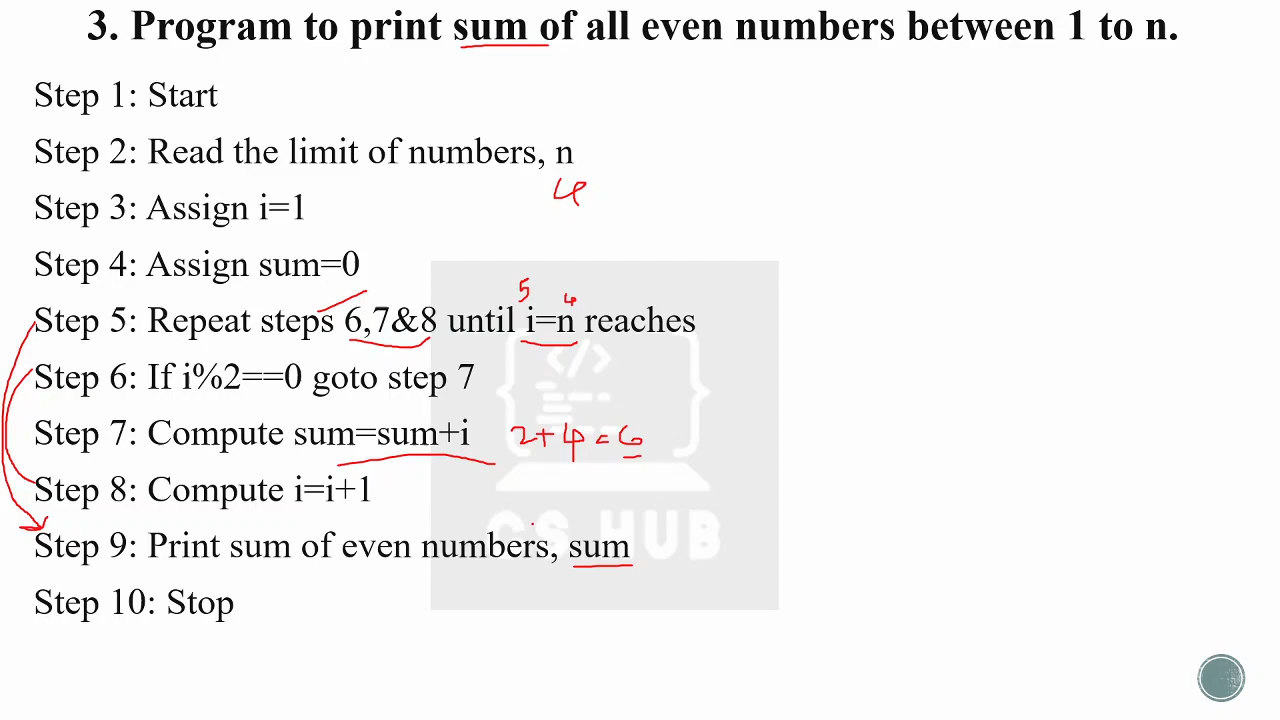 3. Program to print sum of all even numbers between 1 to n.
Step 1: Start
Step 2: Read the limit of numbers, n
4
Step 3: Assign i=1
Step 4: Assign sum=0
5
Step 5: Repeat steps 6,7&8 until i=n reaches
Step 6: If i%2==0 goto step 7
Step 7: Compute sum=sum+i 2+4=6
Step 8: Compute i=i+1
Step 9: Print sum of even numbers, sum
CS HUB
Step 10: Stop